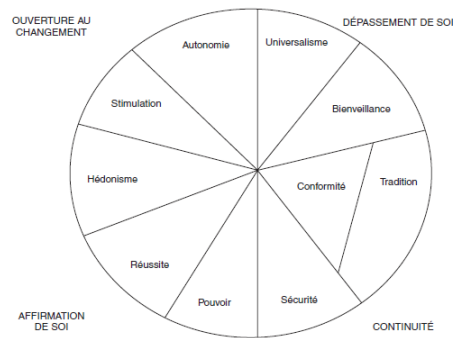 OUVERTURE AU
CHANGEMENT
DÉPASSEMENT DE SOI
Autonomie
Universalisme
Stimulation
Bienveillance
Hédonisme
Conformité
Tradition
Réussite
Pouvoir
Sécurité
AFFIRMATION
DE SOI
CONTINUITÉ